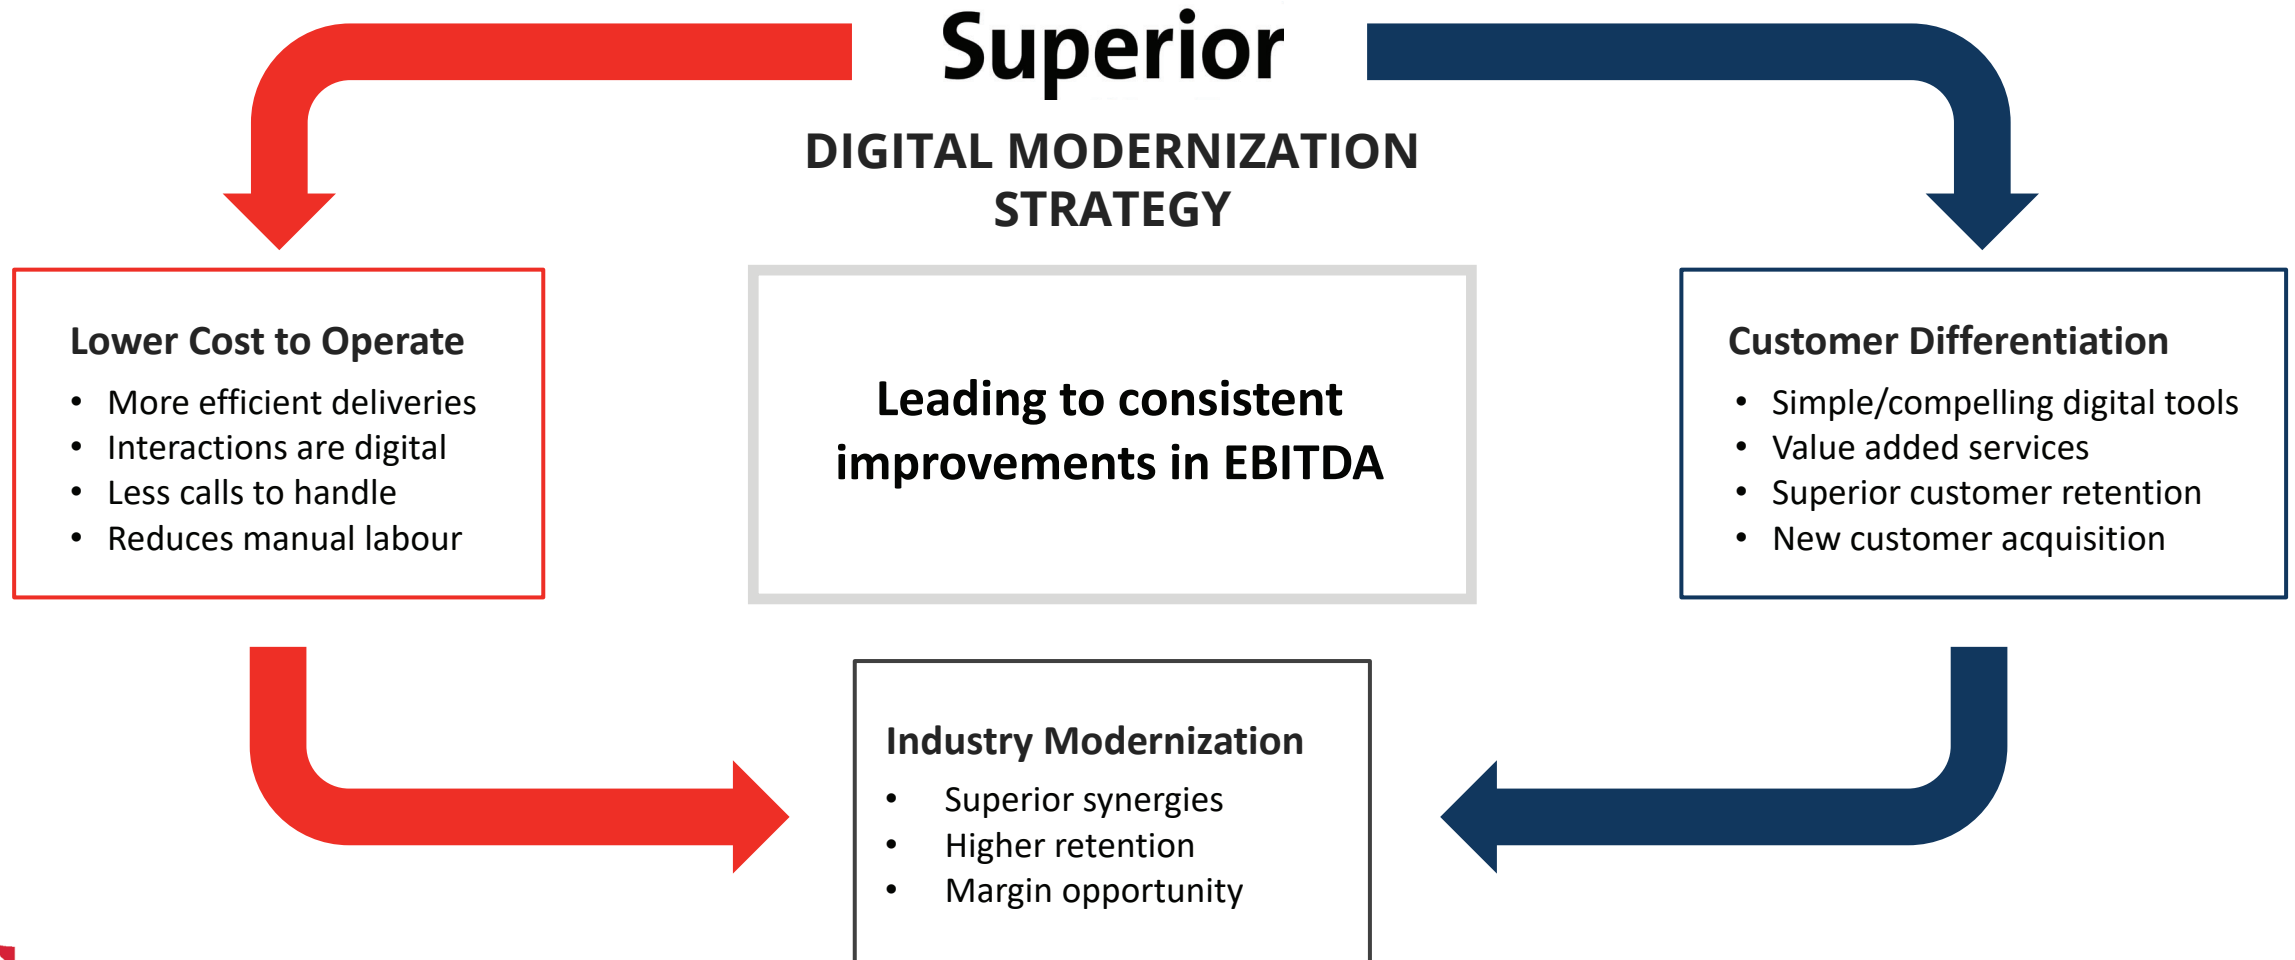 Superior
DIGITAL MODERNIZATION
STRATEGY
Lower Cost to Operate
• More efficient deliveries
• Interactions are digital
• Less calls to handle
• Reduces manual labour
Leading to consistent
improvements in EBITDA
Customer Differentiation
• Simple/compelling digital tools
• Value added services
• Superior customer retention
• New customer acquisition
Industry Modernization
• Superior synergies
• Higher retention
• Margin opportunity